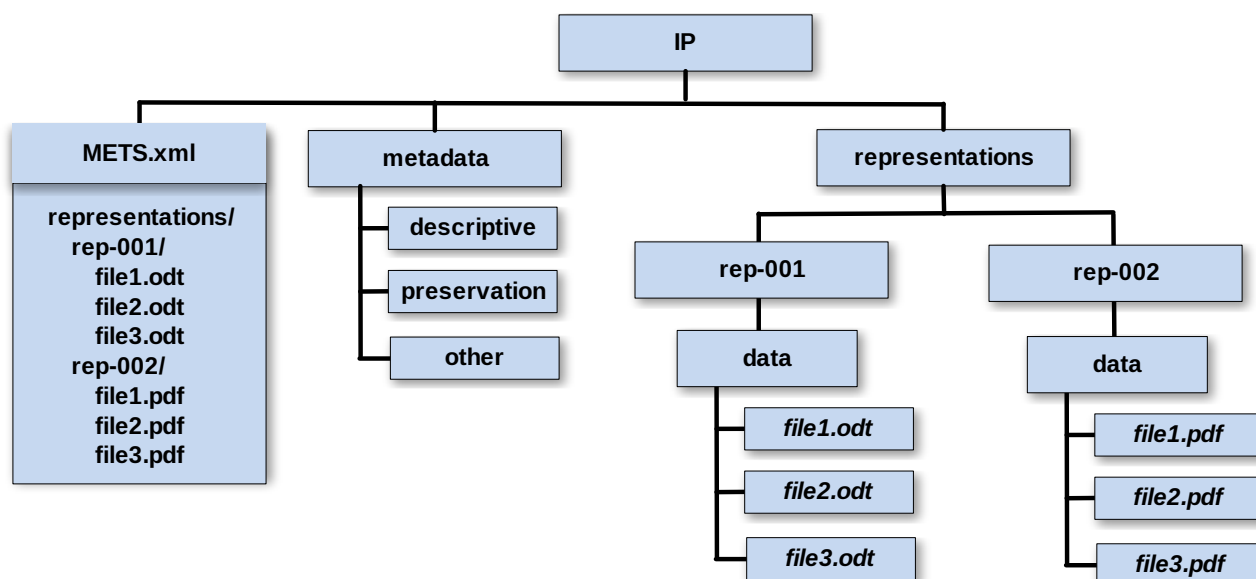 IP
METS.xml
representations/
rep-001/
file1.odt
file2.odt
file3.odt
rep-002/
file1.pdf
file2.pdf
file3.pdf
metadata
descriptive
preservation
other
representations
rep-001
data
file1.odt
file2.odt
file3.odt
rep-002
data
file1.pdf
file2.pdf
file3.pdf